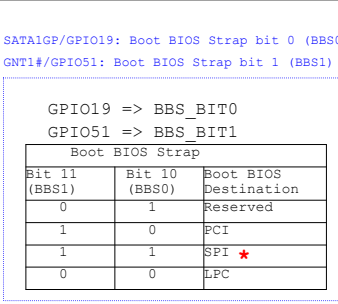 SATA1GP/GPIO19: Boot BIOS Strap bit 0 (BBS0
GNT1#/GPIO51: Boot BIOS Strap bit 1 (BBS1)
GPIO19 => BBS_BIT0
GPIO51 => BBS_BIT1
Boot BIOS Strap
Bit 11 (BBS1) Bit 10 (BBS0) Boot BIOS Destination
0 1 Reserved
1 0 PCI
1 1 SPI *
0 0 LPC